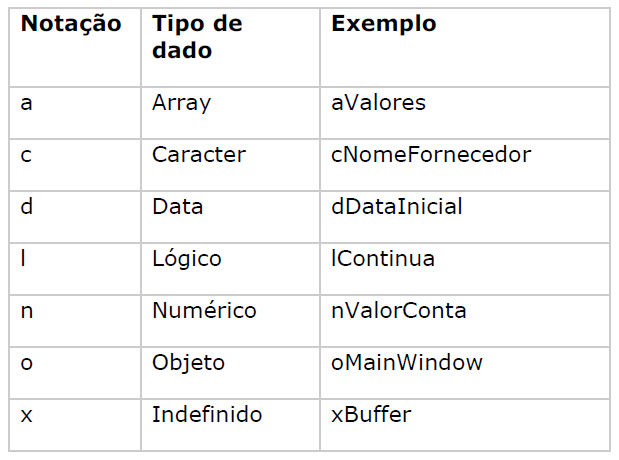 Notação Tipo de dado Exemplo
a Array aValores
c Caracter cNomeFornecedor
d Data dDataInicial
l Lógico lContinua
n Numérico nValorConta
o Objeto oMainWindow
x Indefinido xBuffer